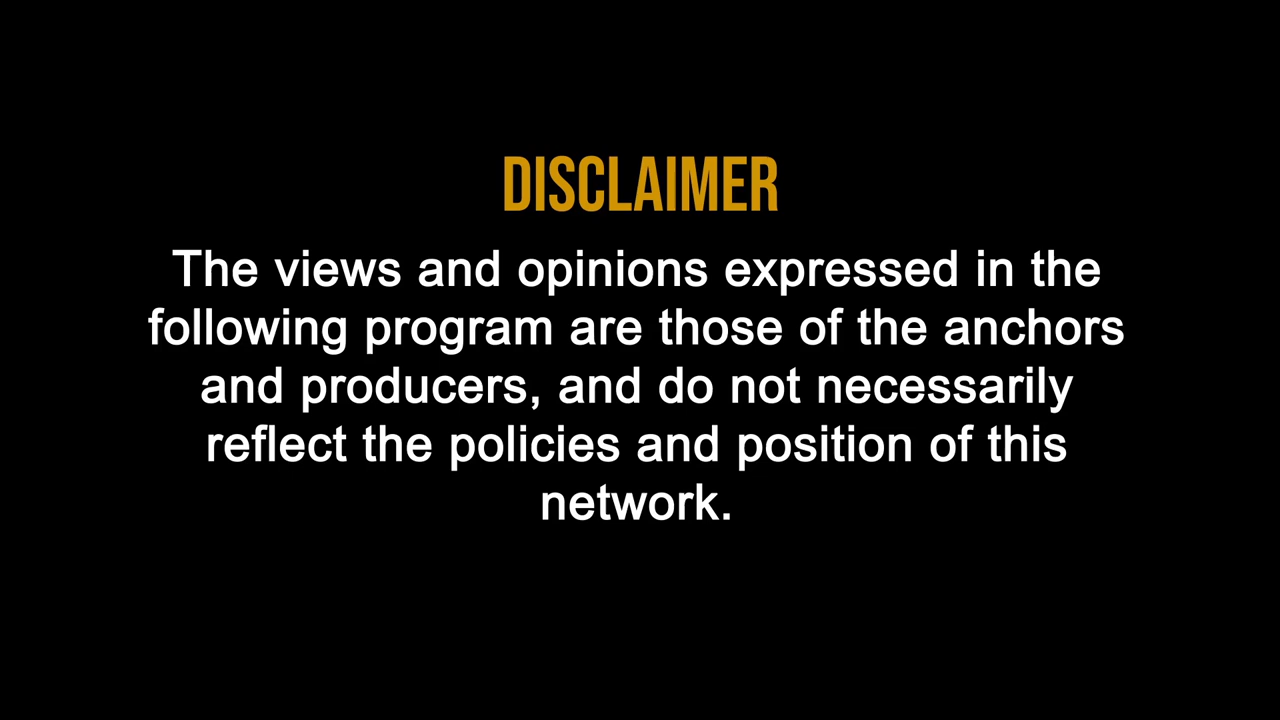 DISCLAIMER
The views and opinions expressed in the
following program are those of the anchors
and producers, and do not necessarily
reflect the policies and position of this
network.